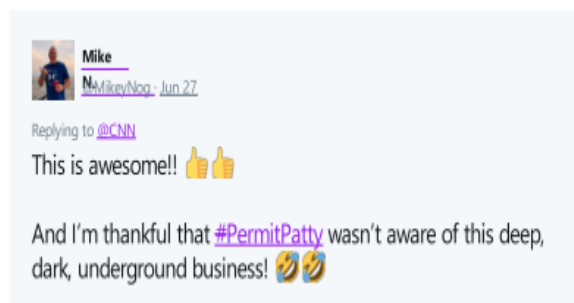 Mike
N.
@MikeyNog · Jun 27
Replying to @CNN
This is awesome!! 👍👍
And I'm thankful that #PermitPatty wasn't aware of this deep,
dark, underground business! 🤣🤣